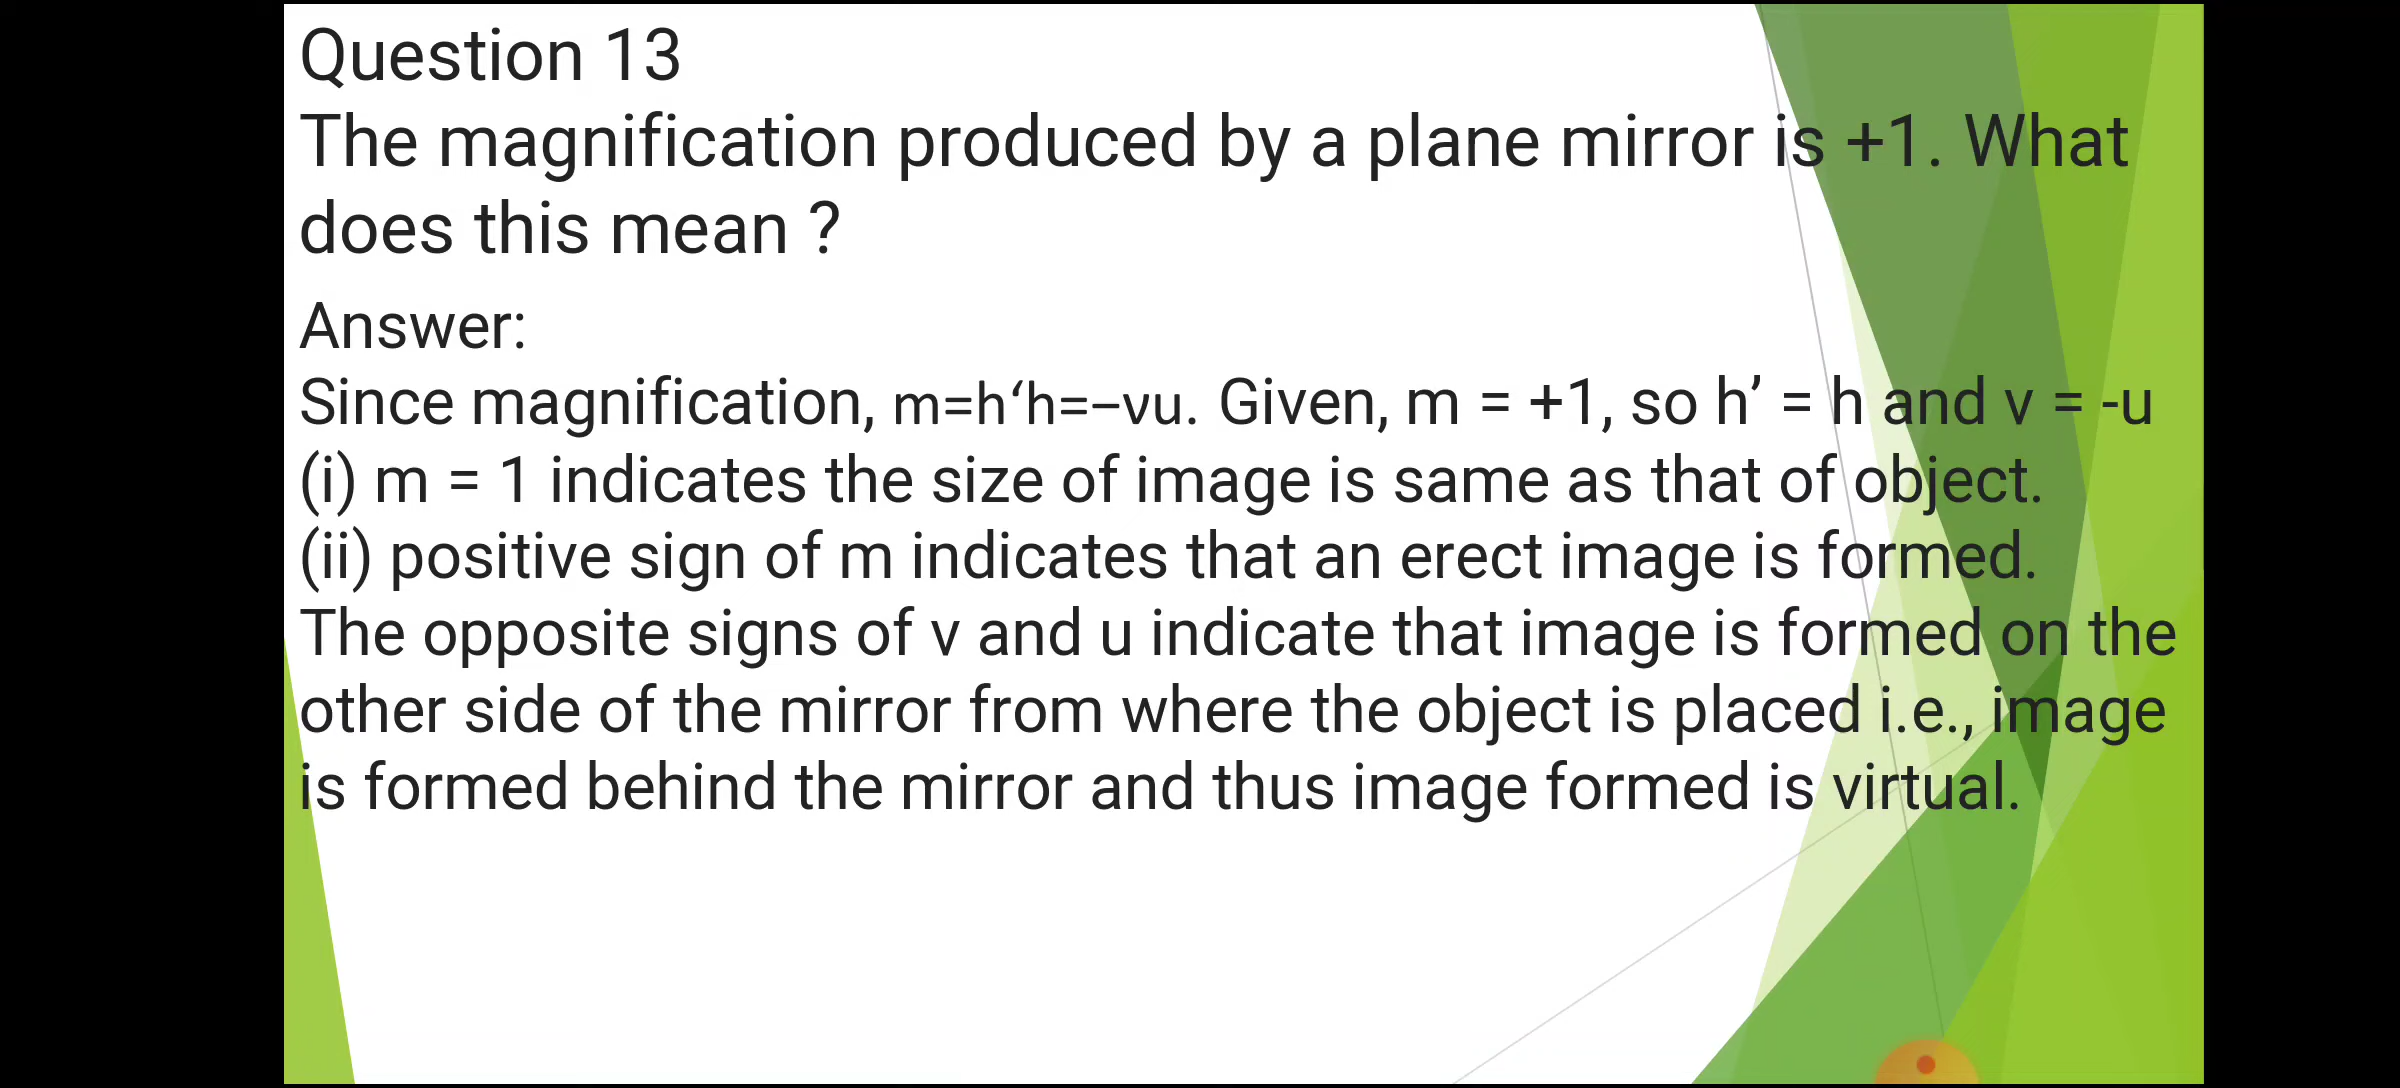 Question 13
The magnification produced by a plane mirror is +1. What
does this mean ?
Answer:
Since magnification, m=h‘h=−νu. Given, m = +1, so h’ = h and v = -u
(i) m = 1 indicates the size of image is same as that of object.
(ii) positive sign of m indicates that an erect image is formed.
The opposite signs of v and u indicate that image is formed on the
other side of the mirror from where the object is placed i.e., image
is formed behind the mirror and thus image formed is virtual.